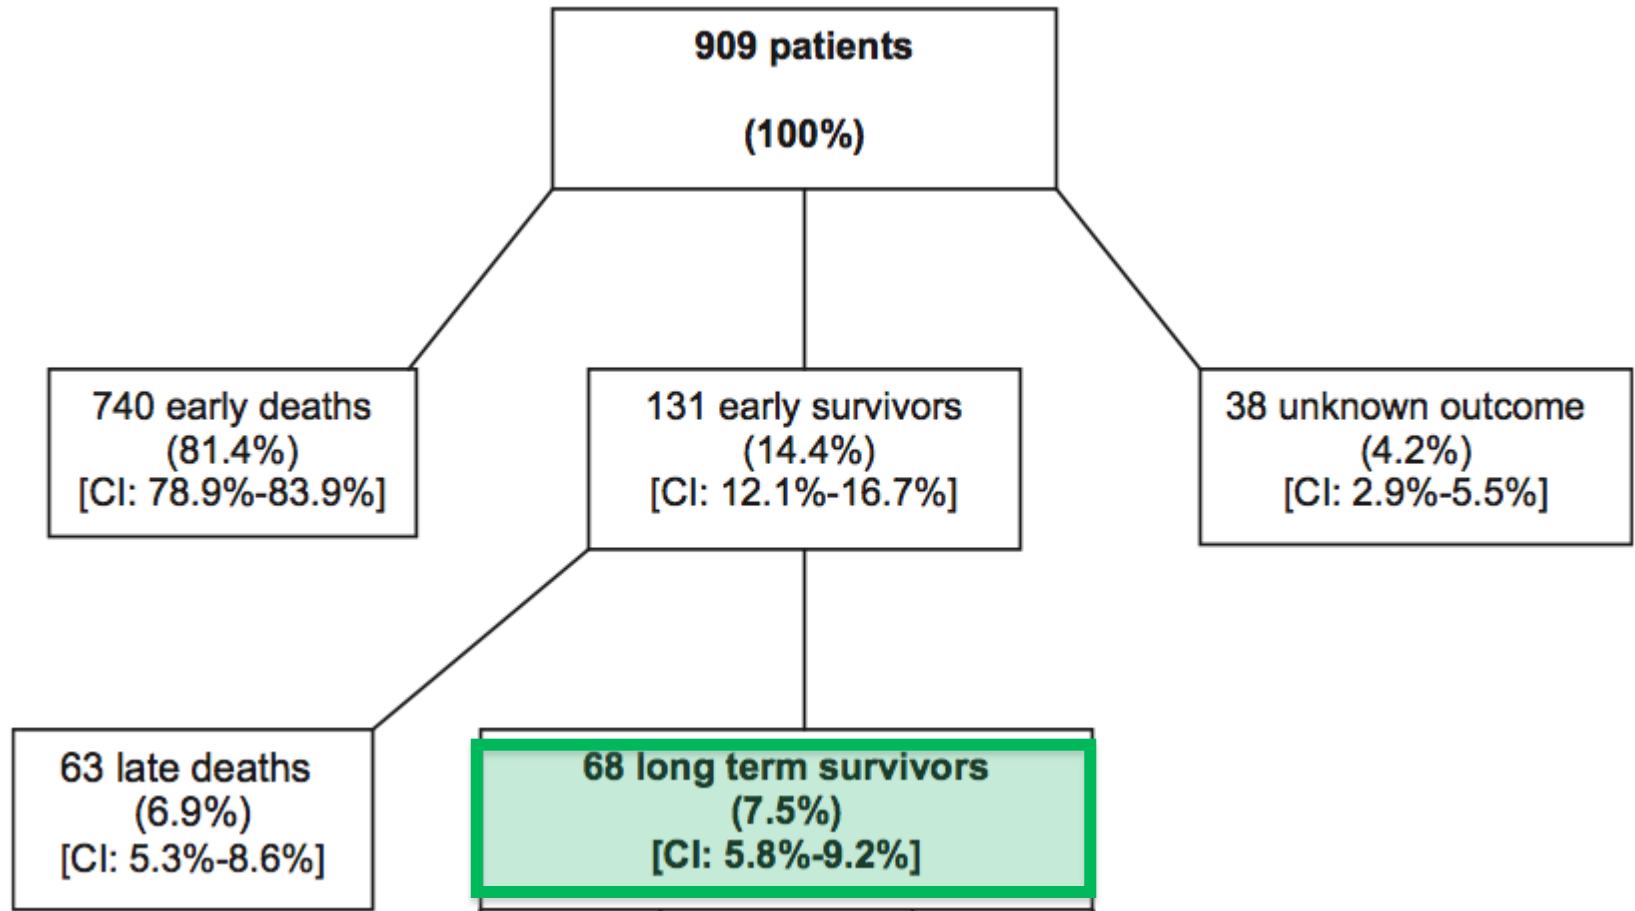 909 patients
(100%)
740 early deaths
(81.4%)
[CI: 78.9%-83.9%]
131 early survivors
(14.4%)
[CI: 12.1%-16.7%]
38 unknown outcome
(4.2%)
[CI: 2.9%-5.5%]
63 late deaths
(6.9%)
[CI: 5.3%-8.6%]
68 long term survivors
(7.5%)
[CI: 5.8%-9.2%]